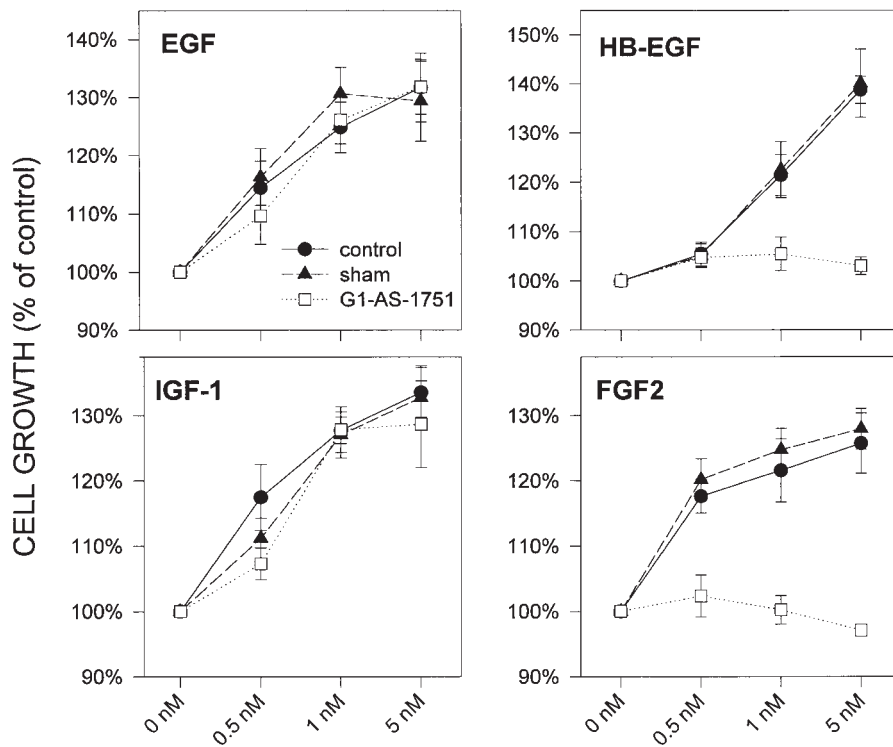 CELL GROWTH (% of control)
EGF
140%
130%
120%
110%
100%
90%
control
sham
G1-AS-1751
HB-EGF
150%
140%
130%
120%
110%
100%
90%
IGF-1
130%
120%
110%
100%
90%
0 nM
0.5 nM
1 nM
5 nM
FGF2
130%
120%
110%
100%
90%
0 nM
0.5 nM
1 nM
5 nM